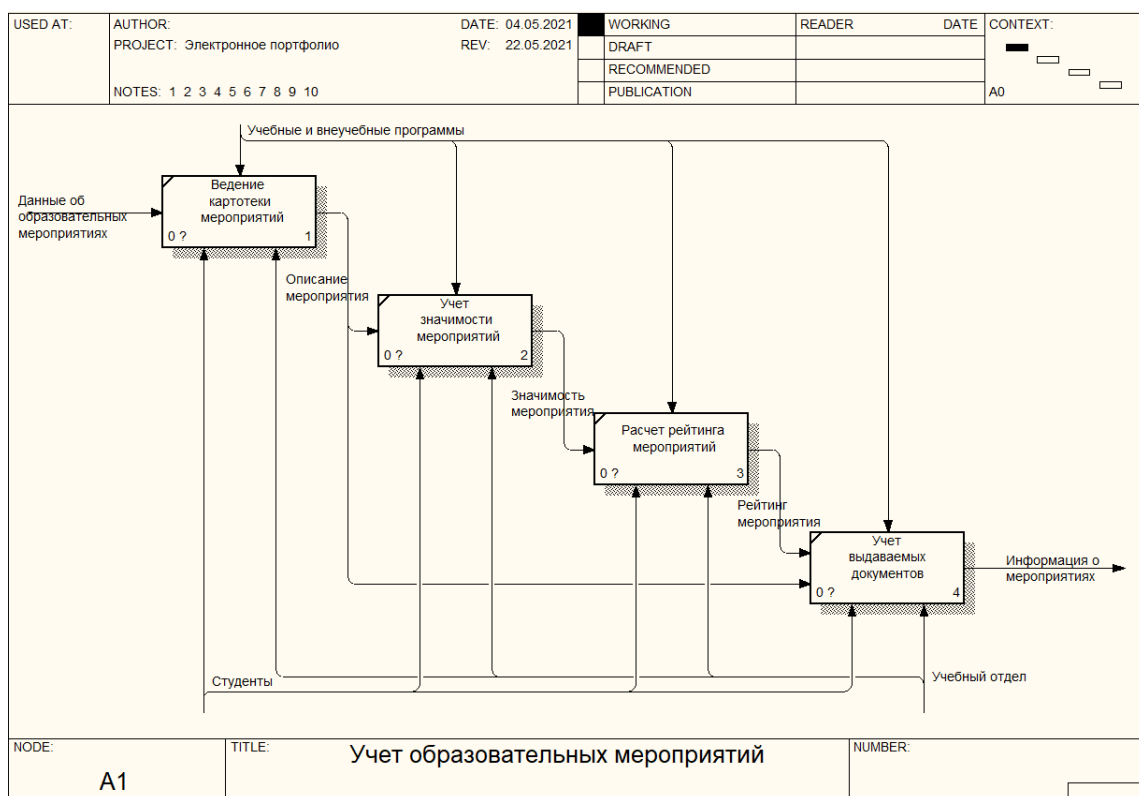 USED AT:
AUTHOR:
DATE: 04.05.2021
PROJECT: Электронное портфолио
REV: 22.05.2021
NOTES: 1 2 3 4 5 6 7 8 9 10
WORKING
DRAFT
RECOMMENDED
PUBLICATION
READER
DATE
CONTEXT:
A0
Учебные и внеучебные программы
Данные об
образовательных
мероприятиях
Ведение
картотеки
мероприятий
0 ?
1
Описание
мероприятия
Учет
значимости
мероприятий
0 ?
2
Значимость
мероприятия
Расчет рейтинга
мероприятий
0 ?
3
Рейтинг
мероприятия
Учет
выдаваемых
документов
0 ?
4
Информация о
мероприятиях
Студенты
Учебный отдел
NODE:
A1
TITLE:
Учет образовательных мероприятий
NUMBER: